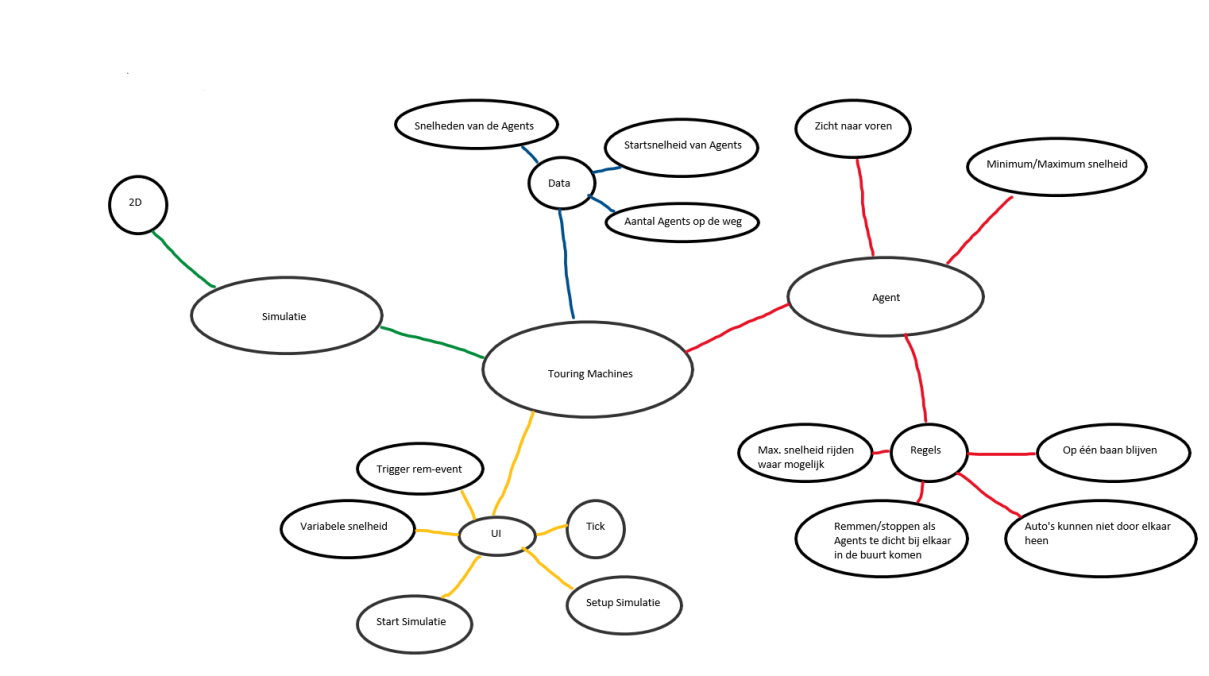 Snelheden van de Agents
Zicht naar voren
Startsnelheid van Agents
Minimum/Maximum snelheid
Data
2D
Aantal Agents op de weg
Agent
Simulatie
Touring Machines
Max. snelheid rijden
waar mogelijk
Regels
Op één baan blijven
Trigger rem-event
Variabele snelheid
Tick
UI
Remmen/stoppen als
Agents te dicht bij elkaar
in de buurt komen
Auto's kunnen niet door elkaar
heen
Setup Simulatie
Start Simulatie